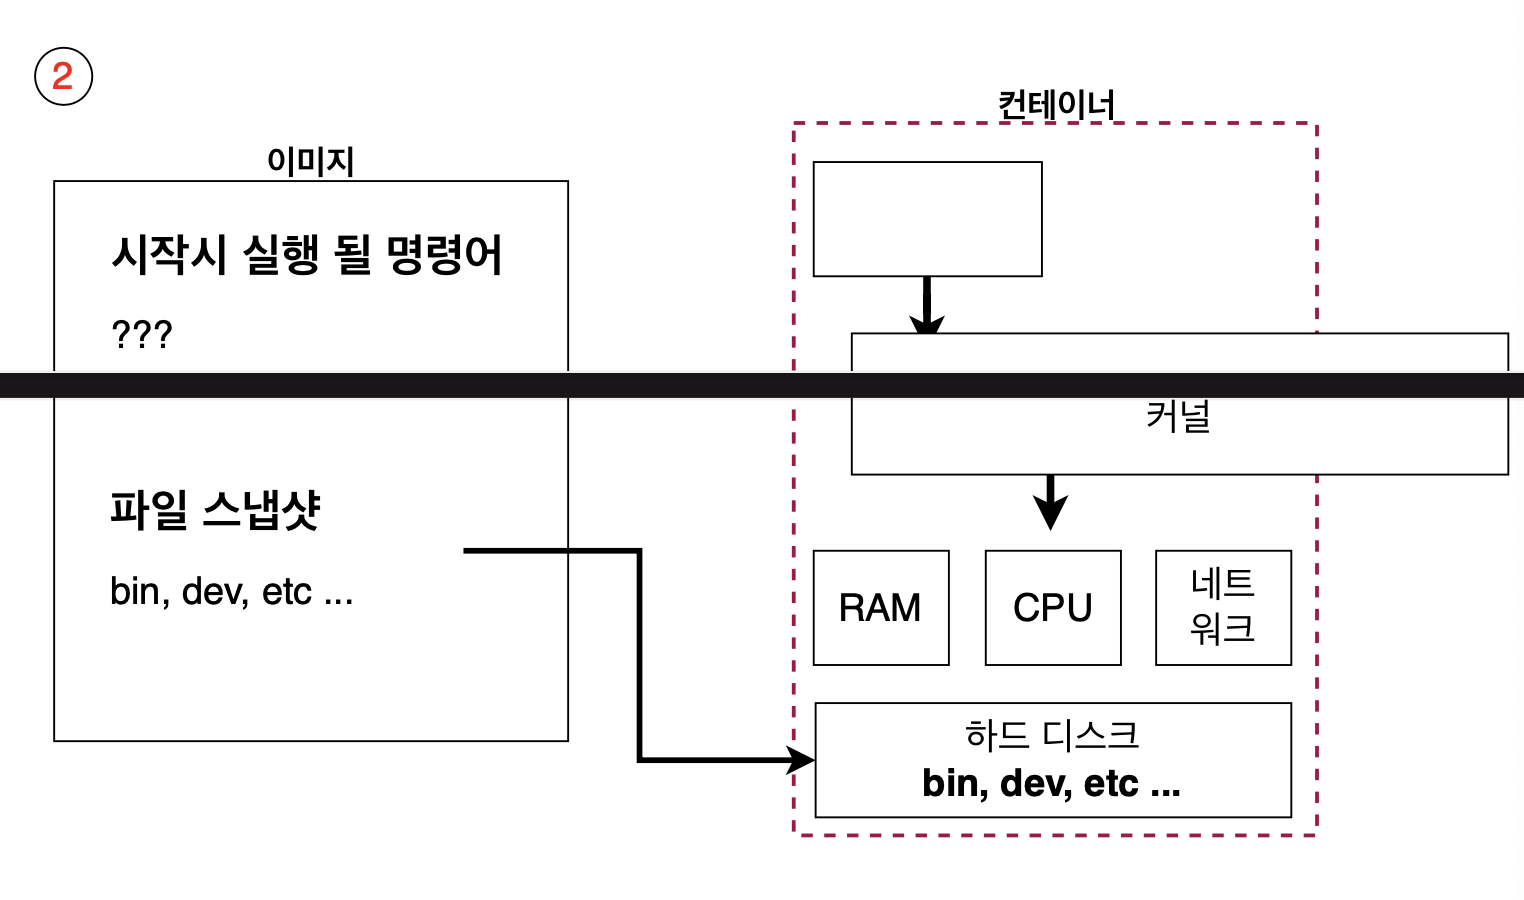 2
이미지
시작시 실행 될 명령어
???
파일 스냅샷
bin, dev, etc ...
컨테이너
커널
RAM
CPU
네트
워크
하드 디스크
bin, dev, etc ...